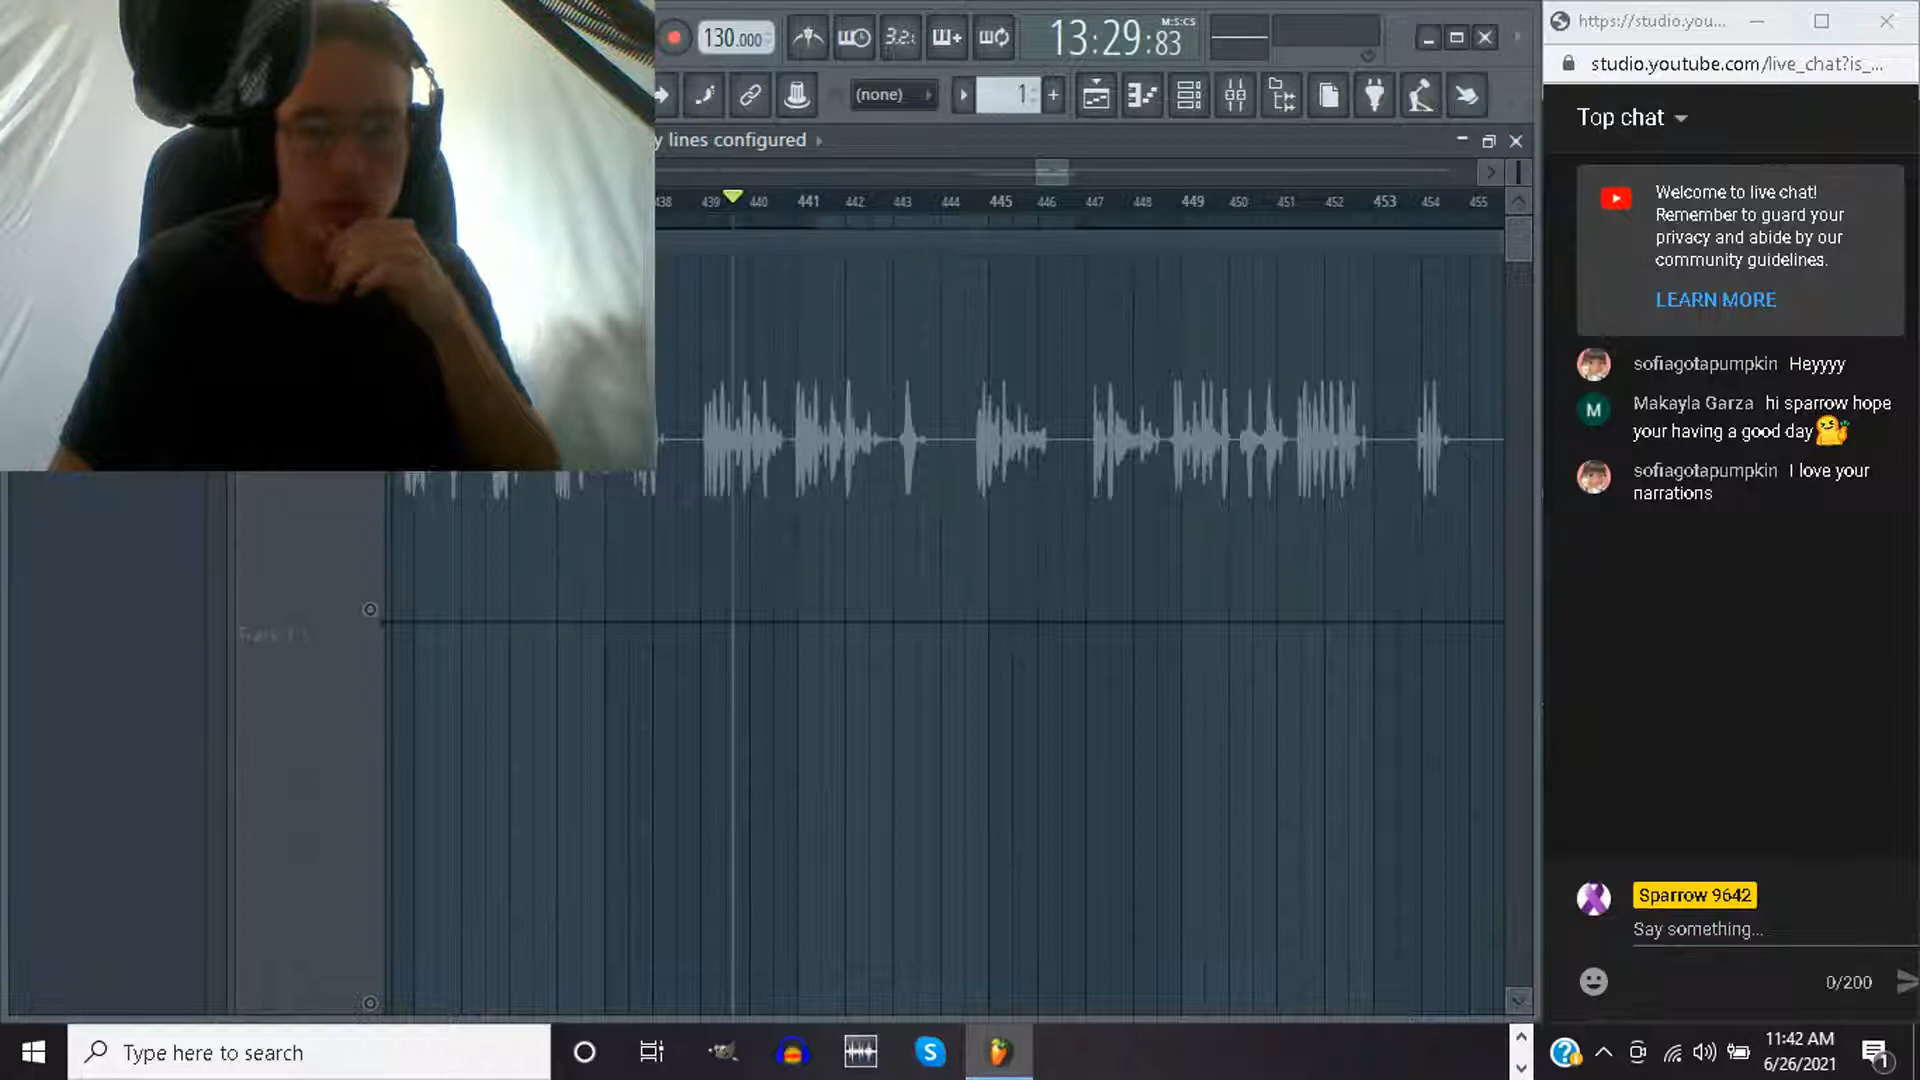 130.000
3.2:
13:29:83
M:S:CS
(none)
1
y lines configured
438 439 440 441 442 443 444 445 446 447 448 449 450 451 452 453 454 455
https://studio.you...
studio.youtube.com/live_chat?is_...
Top chat
Welcome to live chat!
Remember to guard your
privacy and abide by our
community guidelines.
LEARN MORE
sofiagotapumpkin Heyyyy
M
Makayla Garza hi sparrow hope
your having a good day
sofiagotapumpkin I love your
narrations
Sparrow 9642
Say something...
0/200
Type here to search
11:42 AM
6/26/2021
1